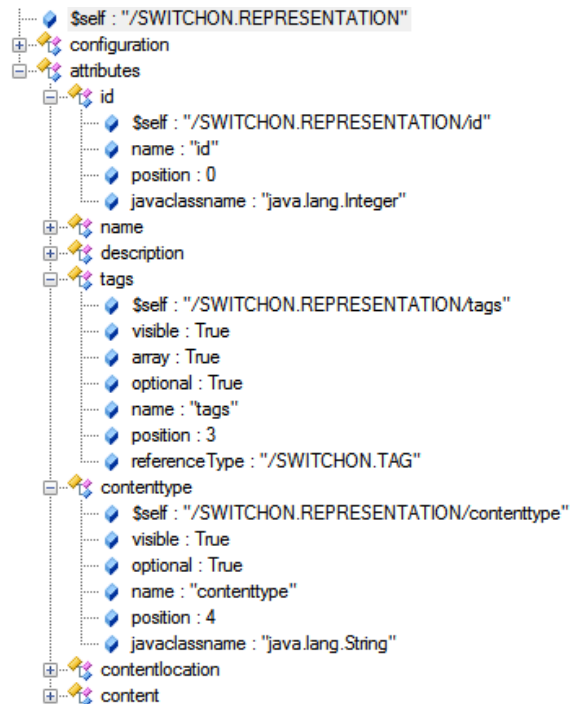 $self : "/SWITCHON.REPRESENTATION"
configuration
attributes
id
$self : "/SWITCHON.REPRESENTATION/id"
name : "id"
position : 0
javaclassname : "java.lang.Integer"
name
description
tags
$self : "/SWITCHON.REPRESENTATION/tags"
visible : True
array : True
optional : True
name : "tags"
position : 3
referenceType : "/SWITCHON.TAG"
contenttype
$self : "/SWITCHON.REPRESENTATION/contenttype"
visible : True
optional : True
name : "contenttype"
position : 4
javaclassname : "java.lang.String"
contentlocation
content